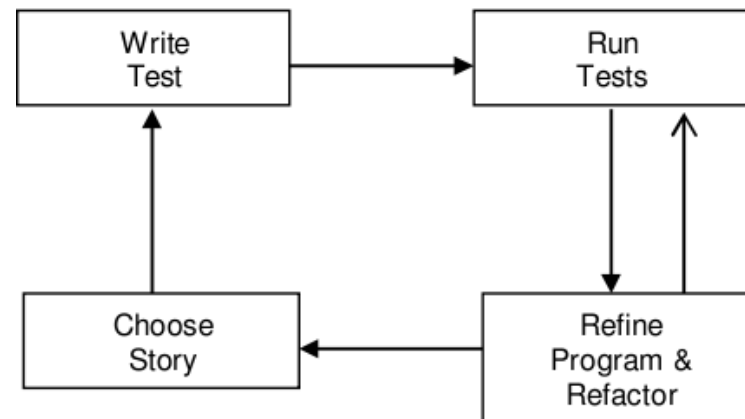 Write
Test
Run
Tests
Choose
Story
Refine
Program &
Refactor